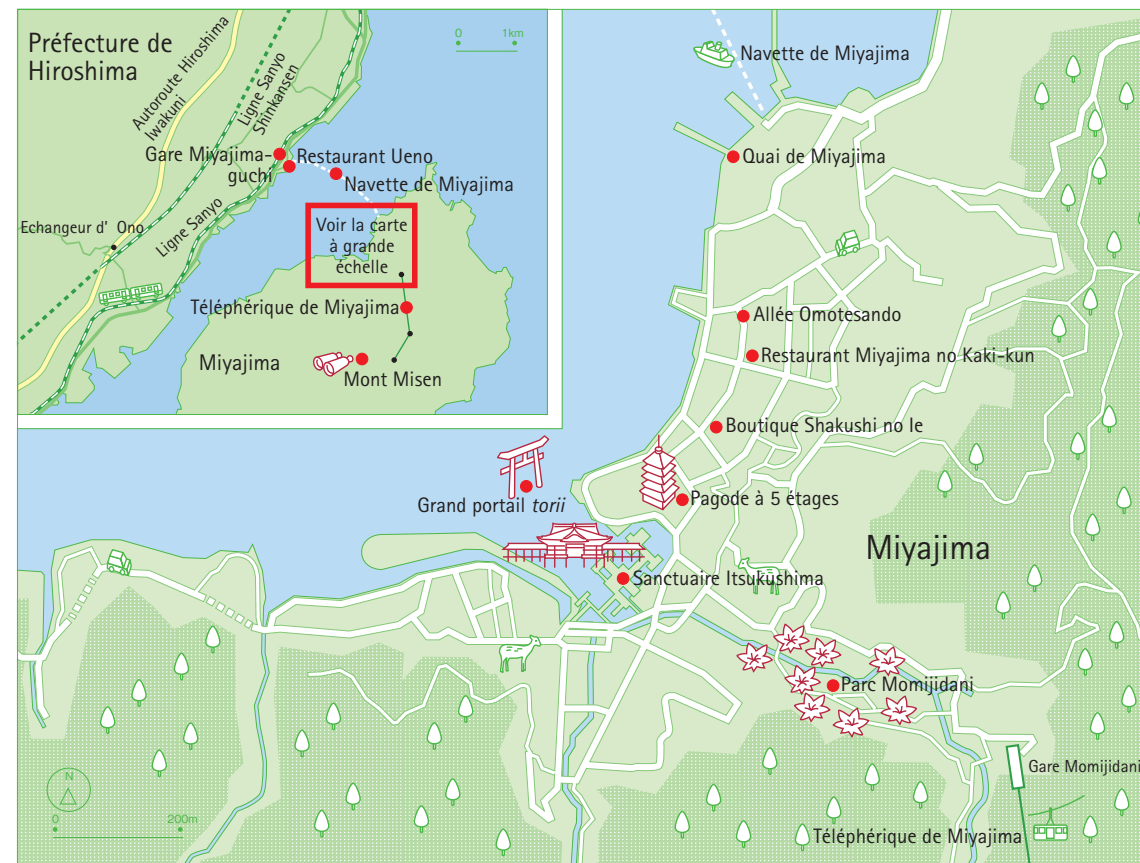 Préfecture de
Hiroshima
0 1km
Autoroute Hiroshima
Iwakuni
Ligne Sanyo
Shinkansen
Gare Miyajima-
guchi
Restaurant Ueno
Navette de Miyajima
Echangeur d' Ono
Ligne Sanyo
Voir la carte
à grande
échelle
Téléphérique de Miyajima
Miyajima
Mont Misen
Navette de Miyajima
Quai de Miyajima
Allée Omotesando
Restaurant Miyajima no Kaki-kun
Boutique Shakushi no Ie
Grand portail torii
Pagode à 5 étages
Miyajima
Sanctuaire Itsukushima
Parc Momijidani
Gare Momijidani
N
0 200m
Téléphérique de Miyajima